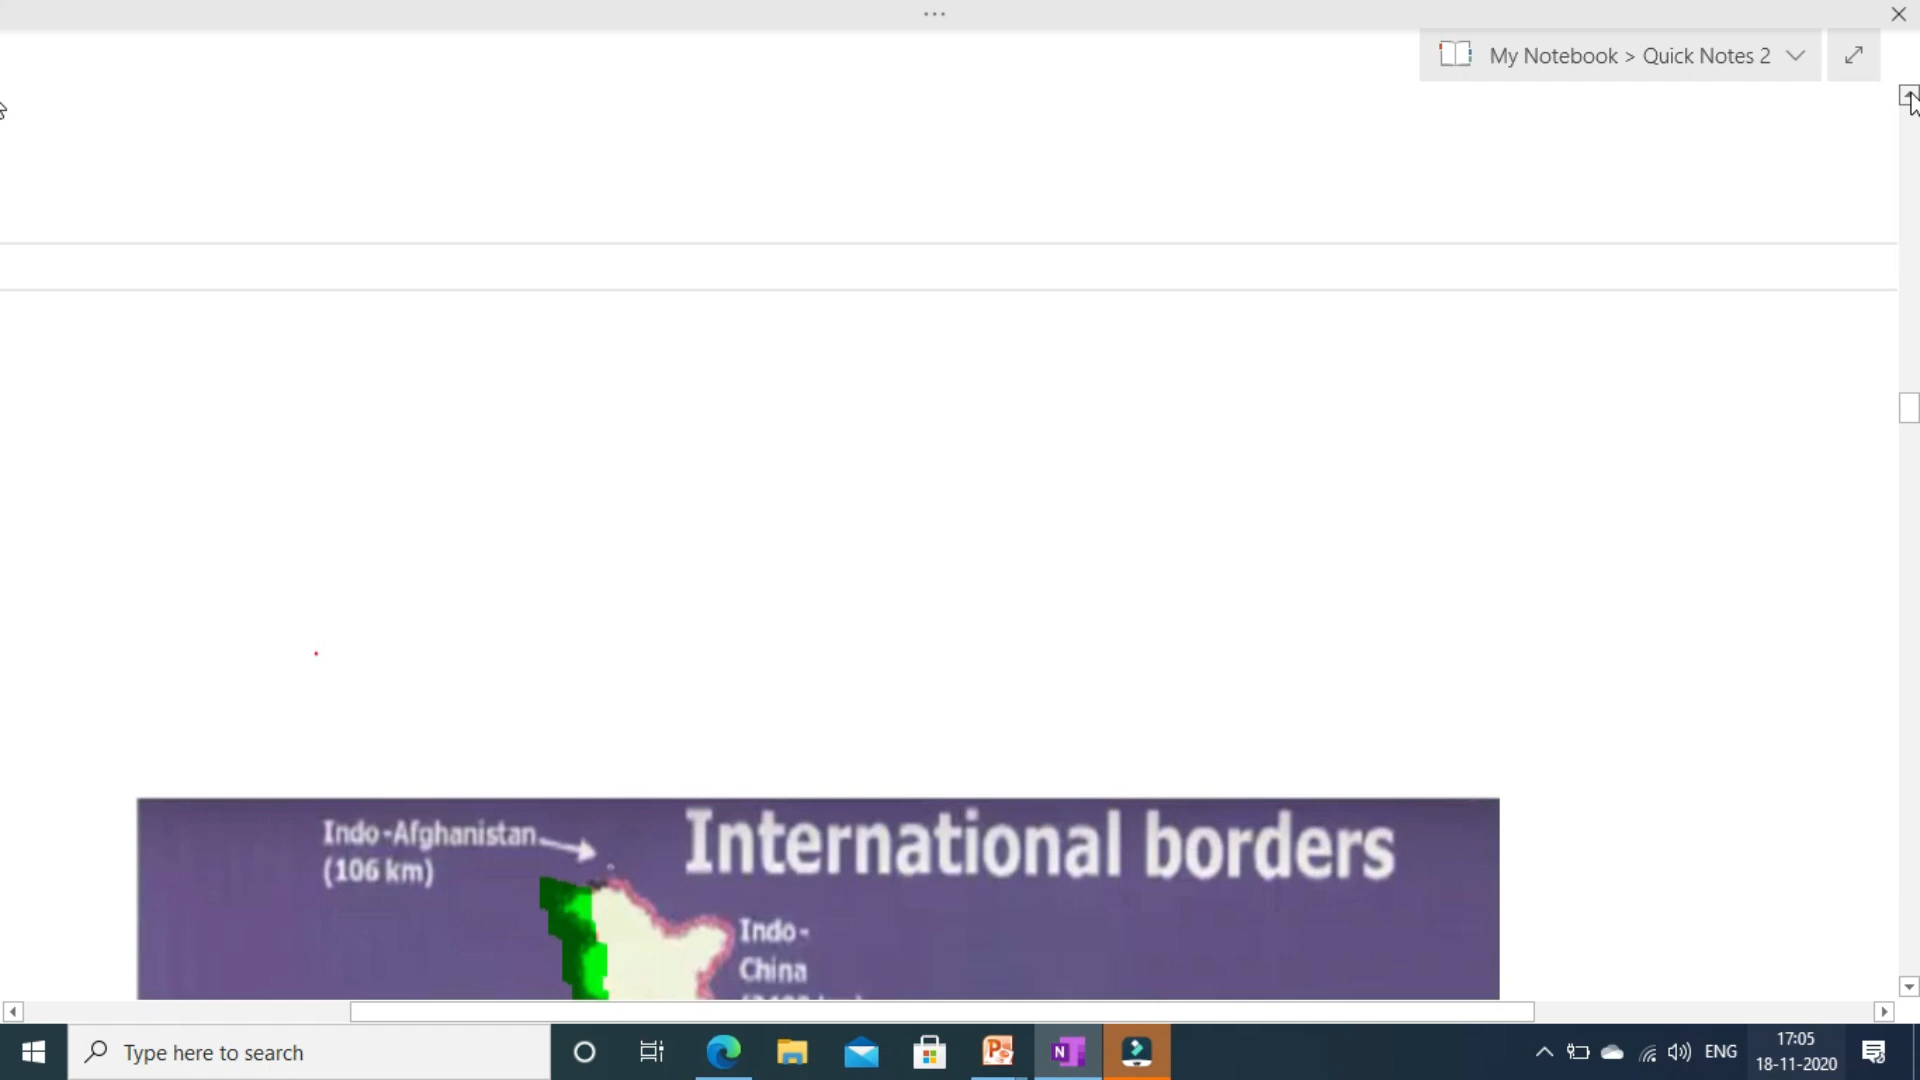 My Notebook > Quick Notes 2
Indo-Afghanistan
(106 km)
International borders
Indo-
China
Type here to search
ENG
17:05
18-11-2020